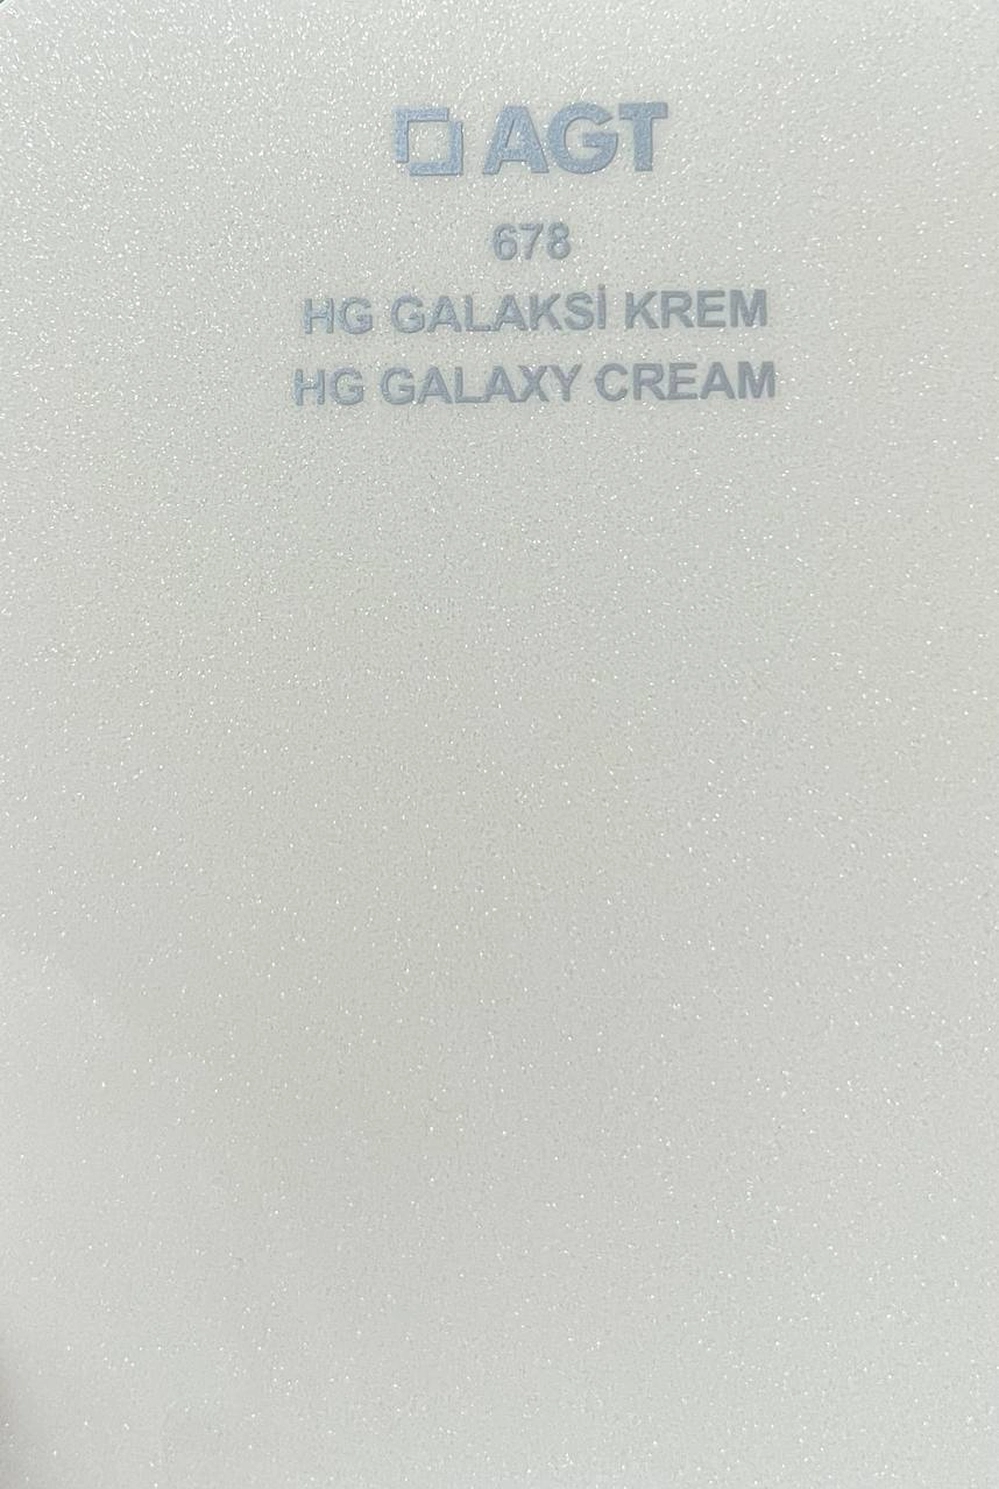 AGT
678
HG GALAKSİ KREM
HG GALAXY CREAM